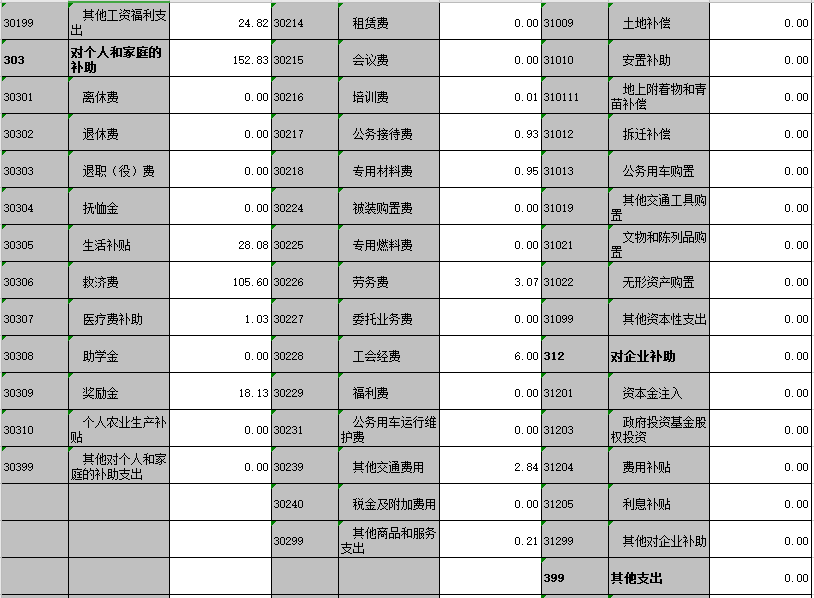 30199 其他工资福利支出 24.82 30214 租赁费 0.00 31009 土地补偿 0.00
303 对个人和家庭的补助 152.83 30215 会议费 0.00 31010 安置补助 0.00
30301 离休费 0.00 30216 培训费 0.01 310111 地上附着物和青苗补偿 0.00
30302 退休费 0.00 30217 公务接待费 0.93 31012 拆迁补偿 0.00
30303 退职（役）费 0.00 30218 专用材料费 0.95 31013 公务用车购置 0.00
30304 抚恤金 0.00 30224 被装购置费 0.00 31019 其他交通工具购置 0.00
30305 生活补贴 28.08 30225 专用燃料费 0.00 31021 文物和陈列品购置 0.00
30306 救济费 105.60 30226 劳务费 3.07 31022 无形资产购置 0.00
30307 医疗费补助 1.03 30227 委托业务费 0.00 31099 其他资本性支出 0.00
30308 助学金 0.00 30228 工会经费 6.00 312 对企业补助 0.00
30309 奖励金 18.13 30229 福利费 0.00 31201 资本金注入 0.00
30310 个人农业生产补贴 0.00 30231 公务用车运行维护费 0.00 31203 政府投资基金股权投资 0.00
30399 其他对个人和家庭的补助支出 0.00 30239 其他交通费用 2.84 31204 费用补贴 0.00
30240 税金及附加费用 0.00 31205 利息补贴 0.00
30299 其他商品和服务支出 0.21 31299 其他对企业补助 0.00
399 其他支出 0.00